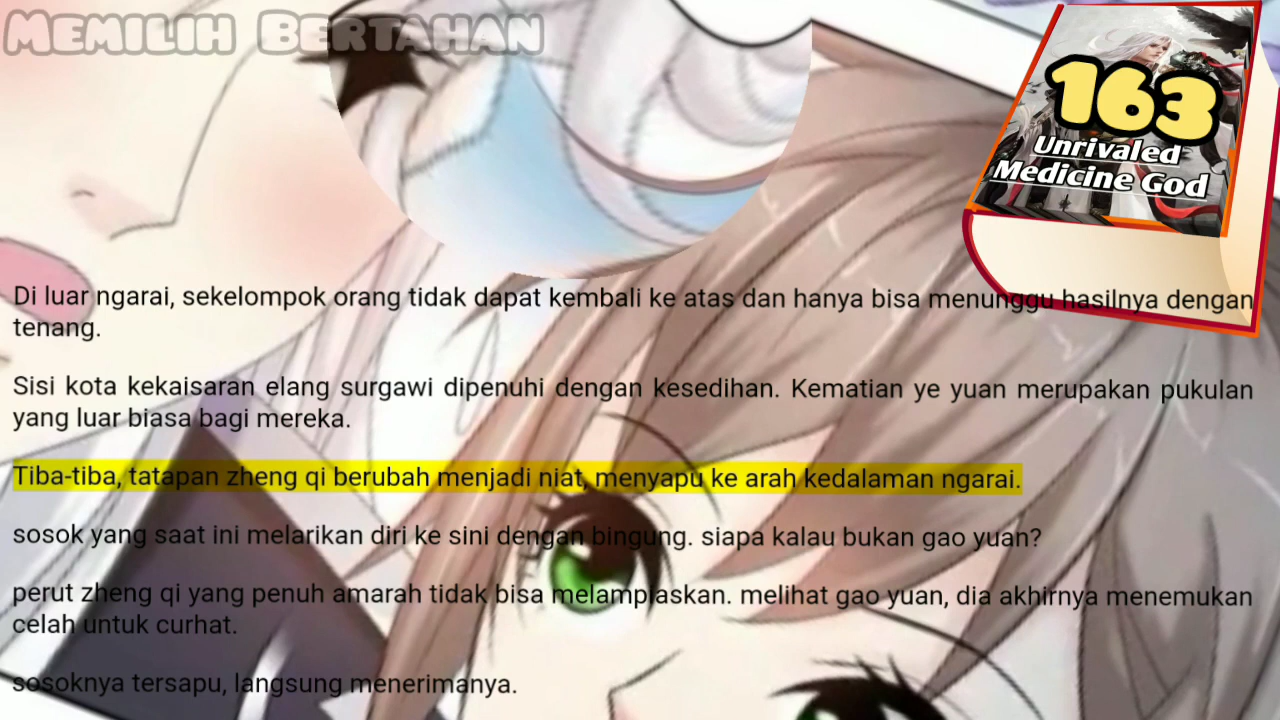 Memilih Bertahan
163
Unrivaled
Medicine God
Di luar ngarai, sekelompok orang tidak dapat kembali ke atas dan hanya bisa menunggu hasilnya dengan
tenang.
Sisi kota kekaisaran elang surgawi dipenuhi dengan kesedihan. Kematian ye yuan merupakan pukulan
yang luar biasa bagi mereka.
Tiba-tiba, tatapan zheng qi berubah menjadi niat, menyapu ke arah kedalaman ngarai.
sosok yang saat ini melarikan diri ke sini dengan bingung. siapa kalau bukan gao yuan?
perut zheng qi yang penuh amarah tidak bisa melampiaskan. melihat gao yuan, dia akhirnya menemukan
celah untuk curhat.
sosoknya tersapu, langsung menerimanya.